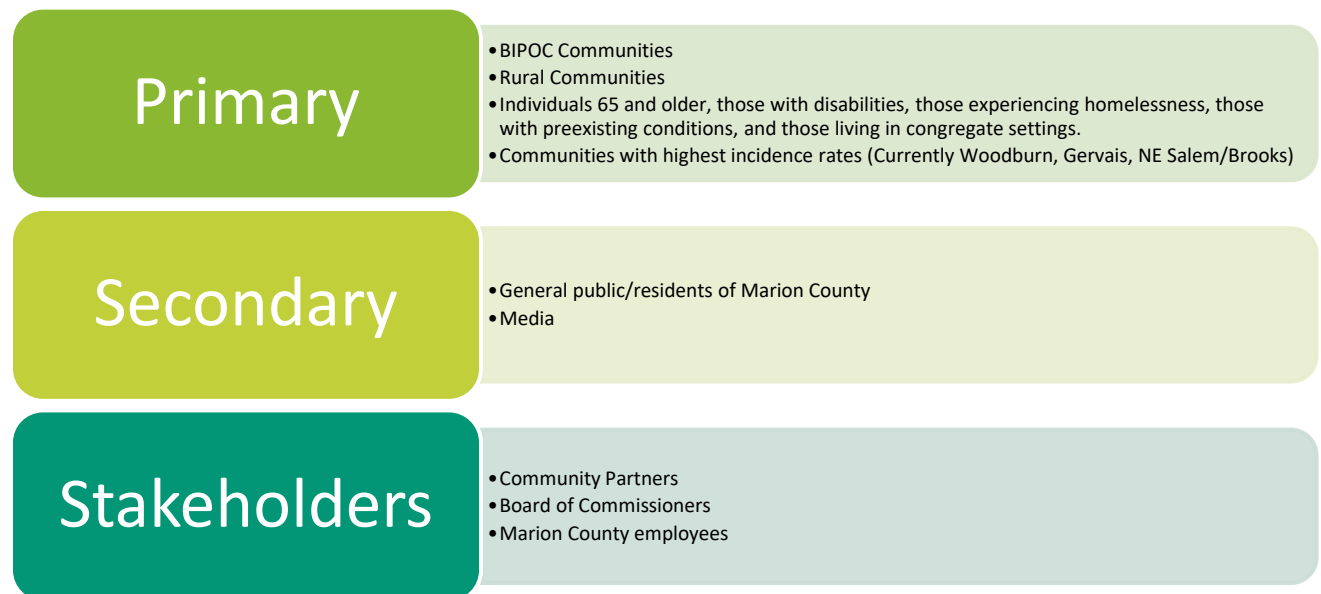 Primary
•BIPOC Communities
•Rural Communities
•Individuals 65 and older, those with disabilities, those experiencing homelessness, those
with preexisting conditions, and those living in congregate settings.
•Communities with highest incidence rates (Currently Woodburn, Gervais, NE Salem/Brooks)
Secondary
•General public/residents of Marion County
•Media
Stakeholders
•Community Partners
•Board of Commissioners
•Marion County employees